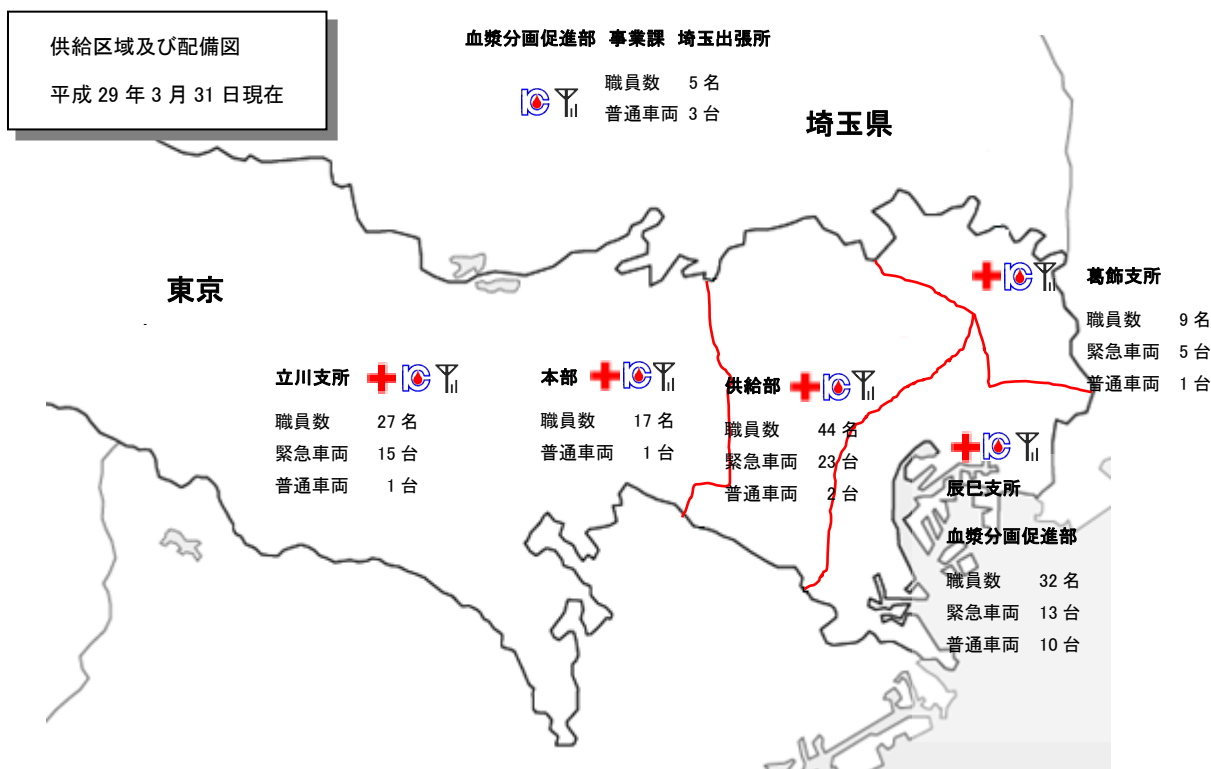 供給区域及び配備図
平成 29 年 3 月 31 日現在
血漿分画促進部 事業課 埼玉出張所
職員数 5 名
普通車両 3 台
埼玉県
東京
葛飾支所
職員数 9 名
緊急車両 5 台
普通車両 1 台
立川支所
職員数 27 名
緊急車両 15 台
普通車両 1 台
本部
職員数 17 名
普通車両 1 台
供給部
職員数 44 名
緊急車両 23 台
普通車両 2 台
辰巳支所
血漿分画促進部
職員数 32 名
緊急車両 13 台
普通車両 10 台